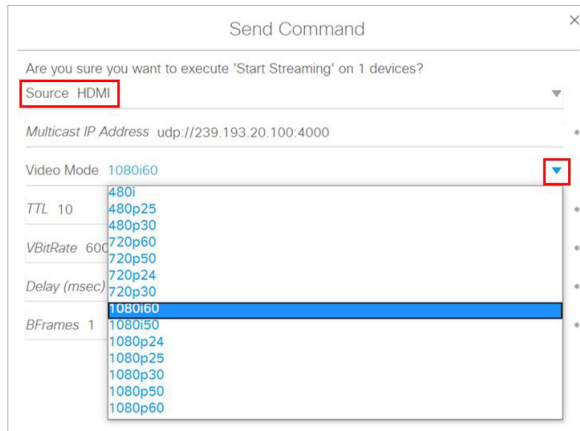 Send Command
Are you sure you want to execute 'Start Streaming' on 1 devices?
Source HDMI
Multicast IP Address udp://239.193.20.100:4000
Video Mode 1080i60
480i
480p25
TTL 10
480p30
720p60
VBitRate 600
720p50
720p24
Delay (msec)
720p30
1080i60
BFrames 1
1080i50
1080p24
1080p25
1080p30
1080p50
1080p60